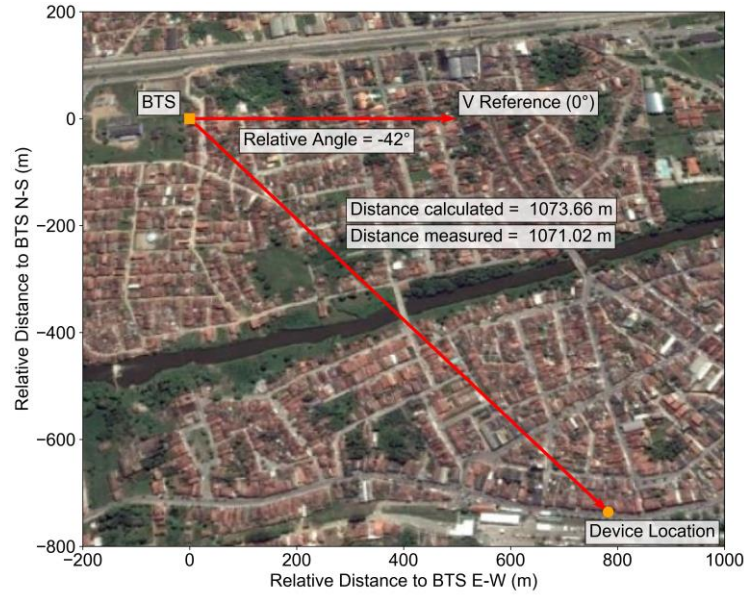 200
BTS
V Reference (0°)
0
Relative Angle = -42°
Distance calculated =  1073.66 m
−200
Distance measured =  1071.02 m
−400
−600
Device Location
−800
−200
0
200
400
600
800
1000
Relative Distance to BTS E-W (m)
Relative Distance to BTS N-S (m)